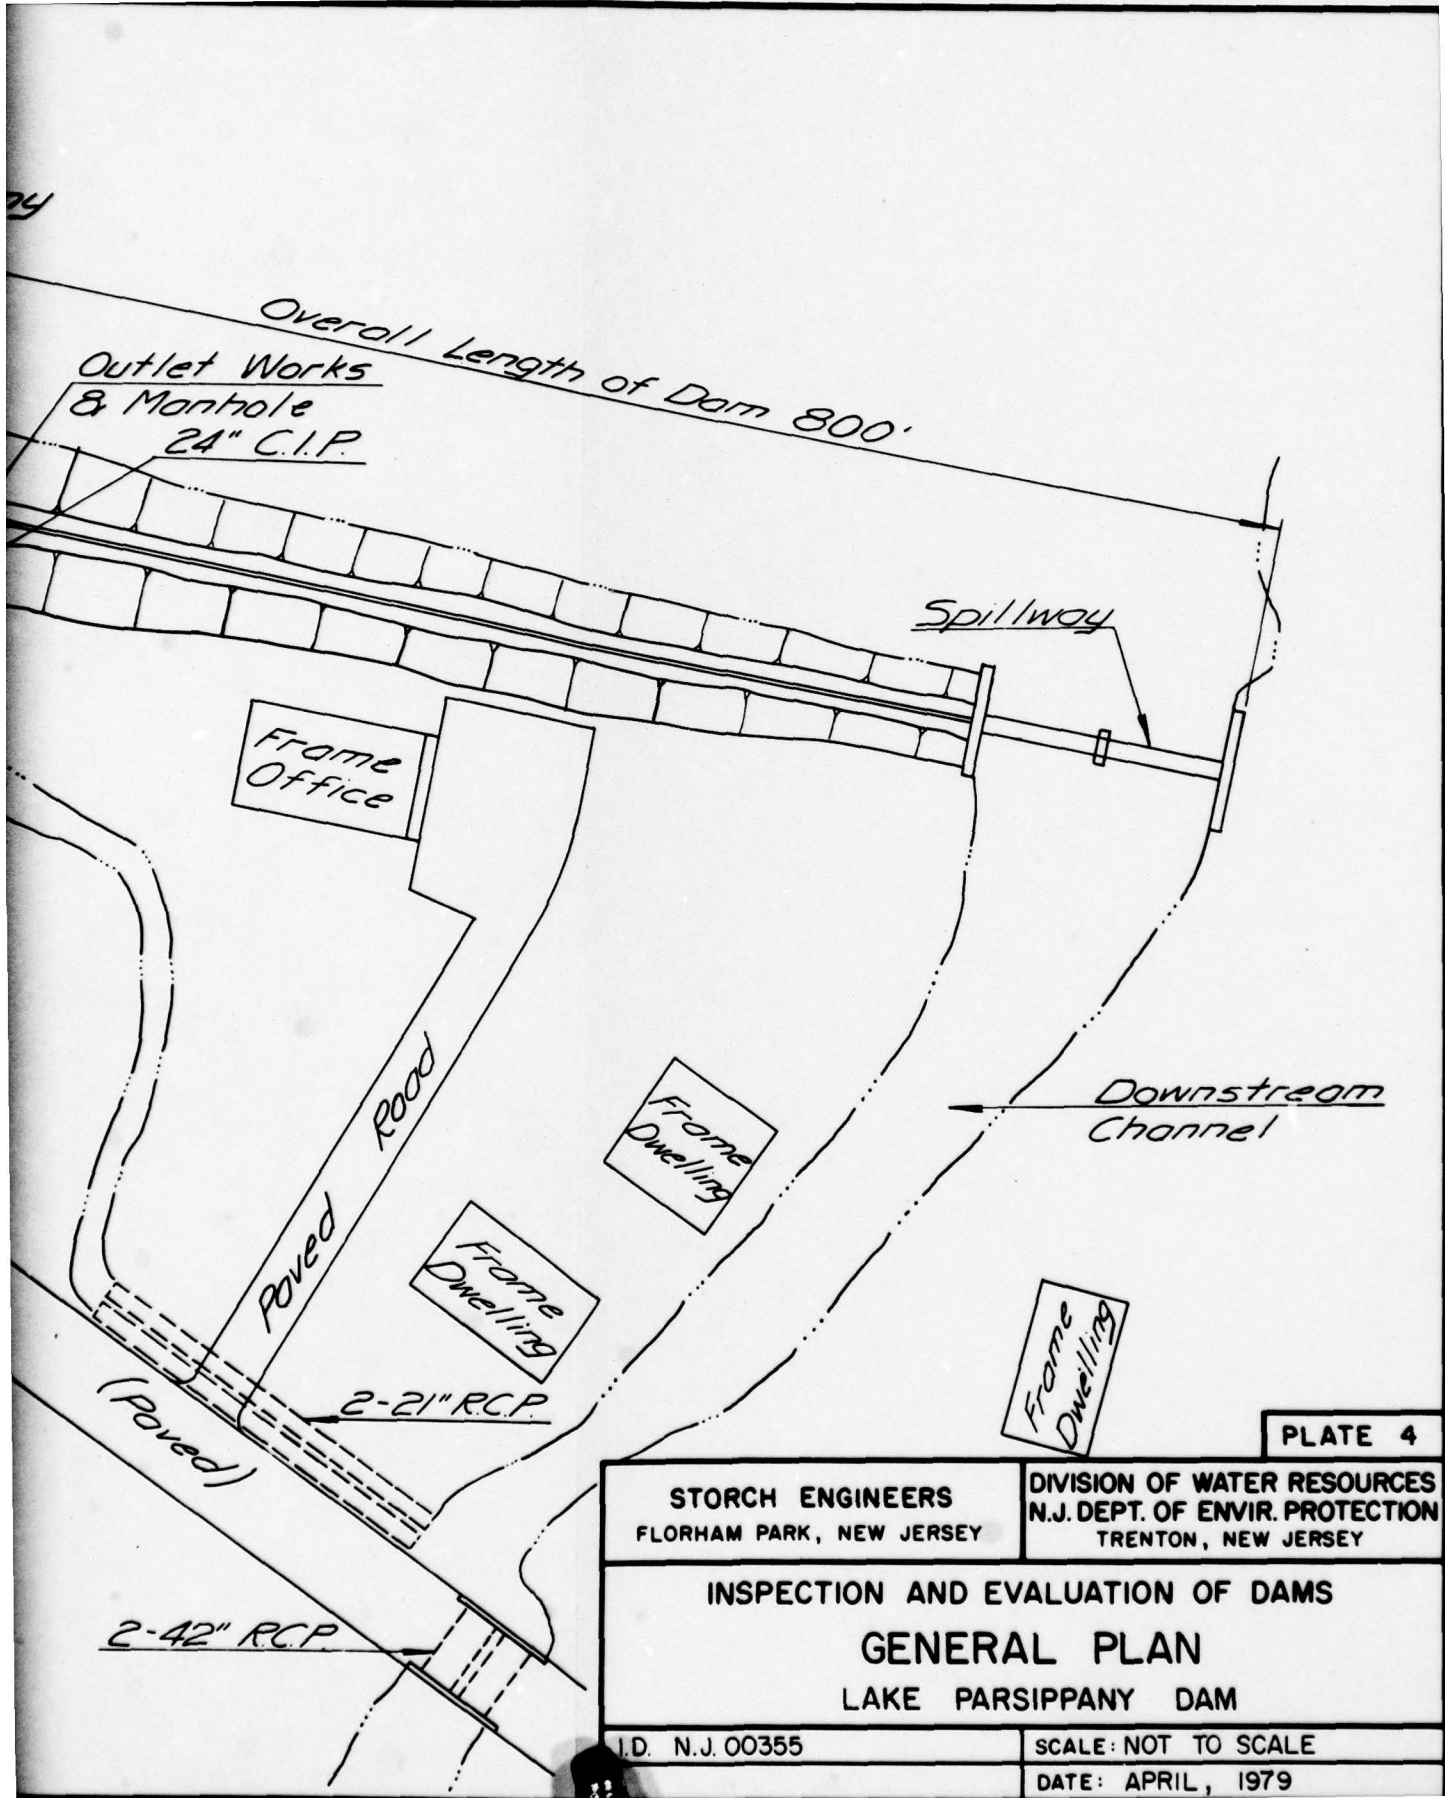 Overall Length of Dam 800'
Outlet Works
& Manhole
24" C.I.P.
Spillway
Frame
Office
Paved Road
Frame
Dwelling
Downstream
Channel
Frame
Dwelling
Frame
Dwelling
2-21" R.C.P.
(Paved)
2-42" R.C.P.
PLATE 4
STORCH ENGINEERS
FLORHAM PARK, NEW JERSEY
DIVISION OF WATER RESOURCES
N.J. DEPT. OF ENVIR. PROTECTION
TRENTON, NEW JERSEY
INSPECTION AND EVALUATION OF DAMS
GENERAL PLAN
LAKE PARSIPPANY DAM
I.D. N.J. 00355
SCALE: NOT TO SCALE
DATE: APRIL, 1979